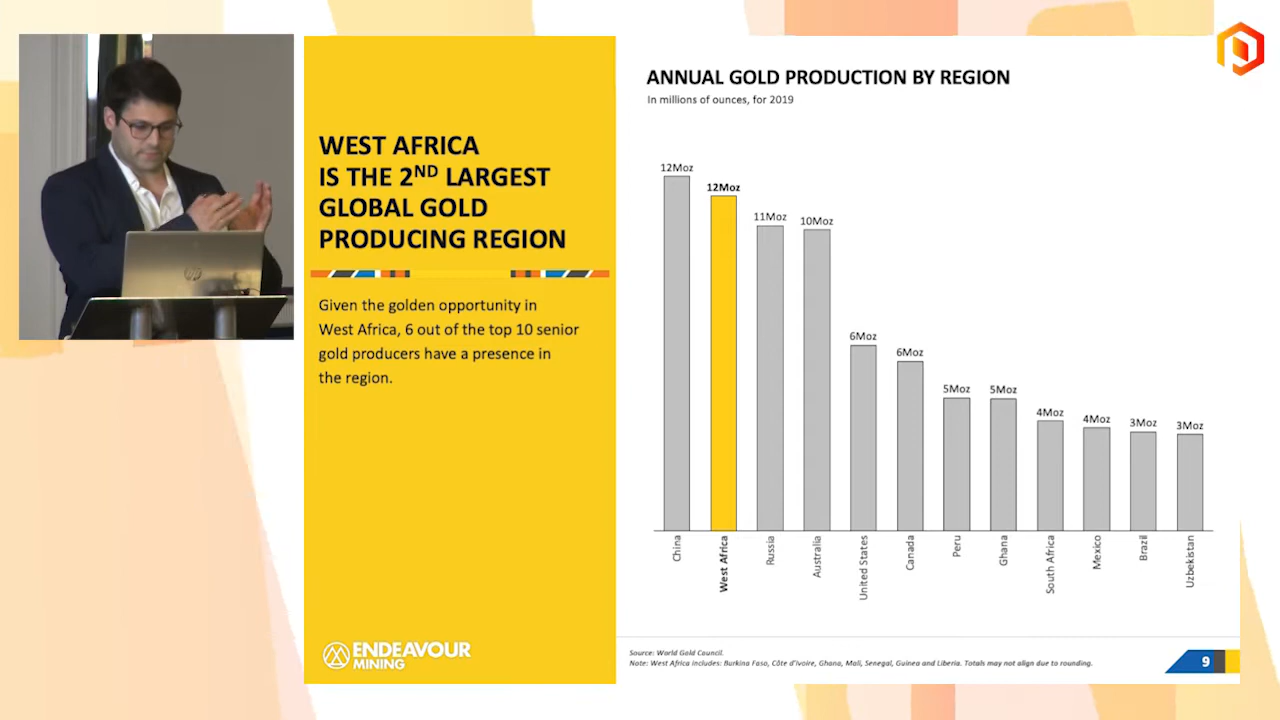 WEST AFRICA
IS THE 2ND LARGEST
GLOBAL GOLD
PRODUCING REGION
Given the golden opportunity in
West Africa, 6 out of the top 10 senior
gold producers have a presence in
the region.
ENDEAVOUR
MINING
ANNUAL GOLD PRODUCTION BY REGION
In millions of ounces, for 2019
12Moz
12Moz
11Moz
10Moz
6Moz
6Moz
5Moz
5Moz
4Moz
4Moz
3Moz
3Moz
China
West Africa
Russia
Australia
United States
Canada
Peru
Ghana
South Africa
Mexico
Brazil
Uzbekistan
Source: World Gold Council.
Note: West Africa includes: Burkina Faso, Côte d'Ivoire, Ghana, Mali, Senegal, Guinea and Liberia. Totals may not align due to rounding.
9